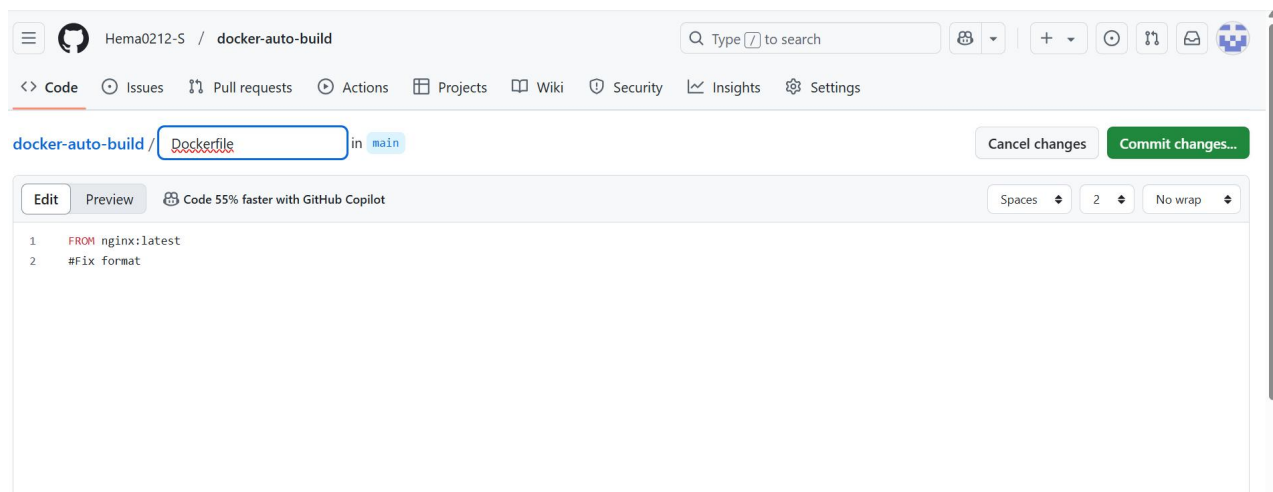 Hema0212-S / docker-auto-build
Type / to search
<> Code Issues Pull requests Actions Projects Wiki Security Insights Settings
docker-auto-build / Dockerfile in main
Cancel changes Commit changes...
Edit Preview Code 55% faster with GitHub Copilot
Spaces 2 No wrap
1 FROM nginx:latest
2 #Fix format